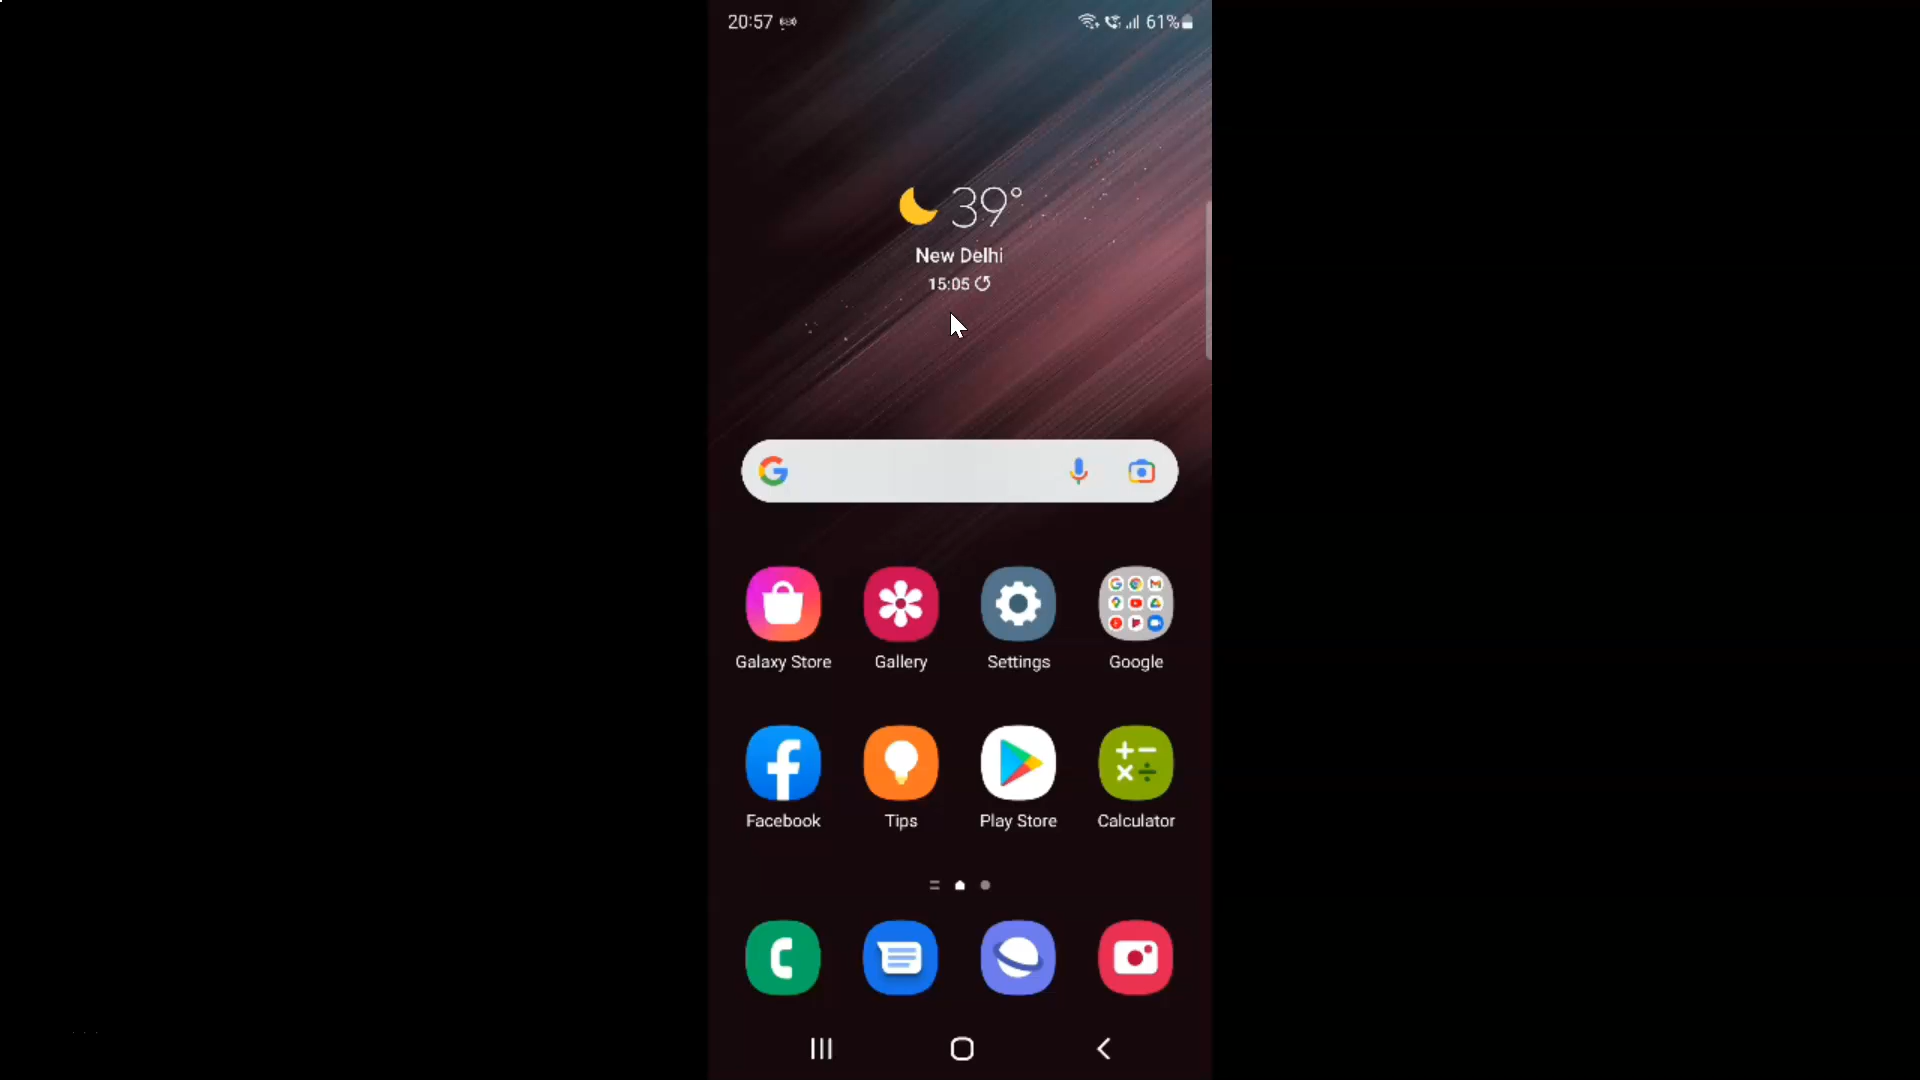 20:57 61%
39°
New Delhi
15:05
Galaxy Store Gallery Settings Google
Facebook Tips Play Store Calculator